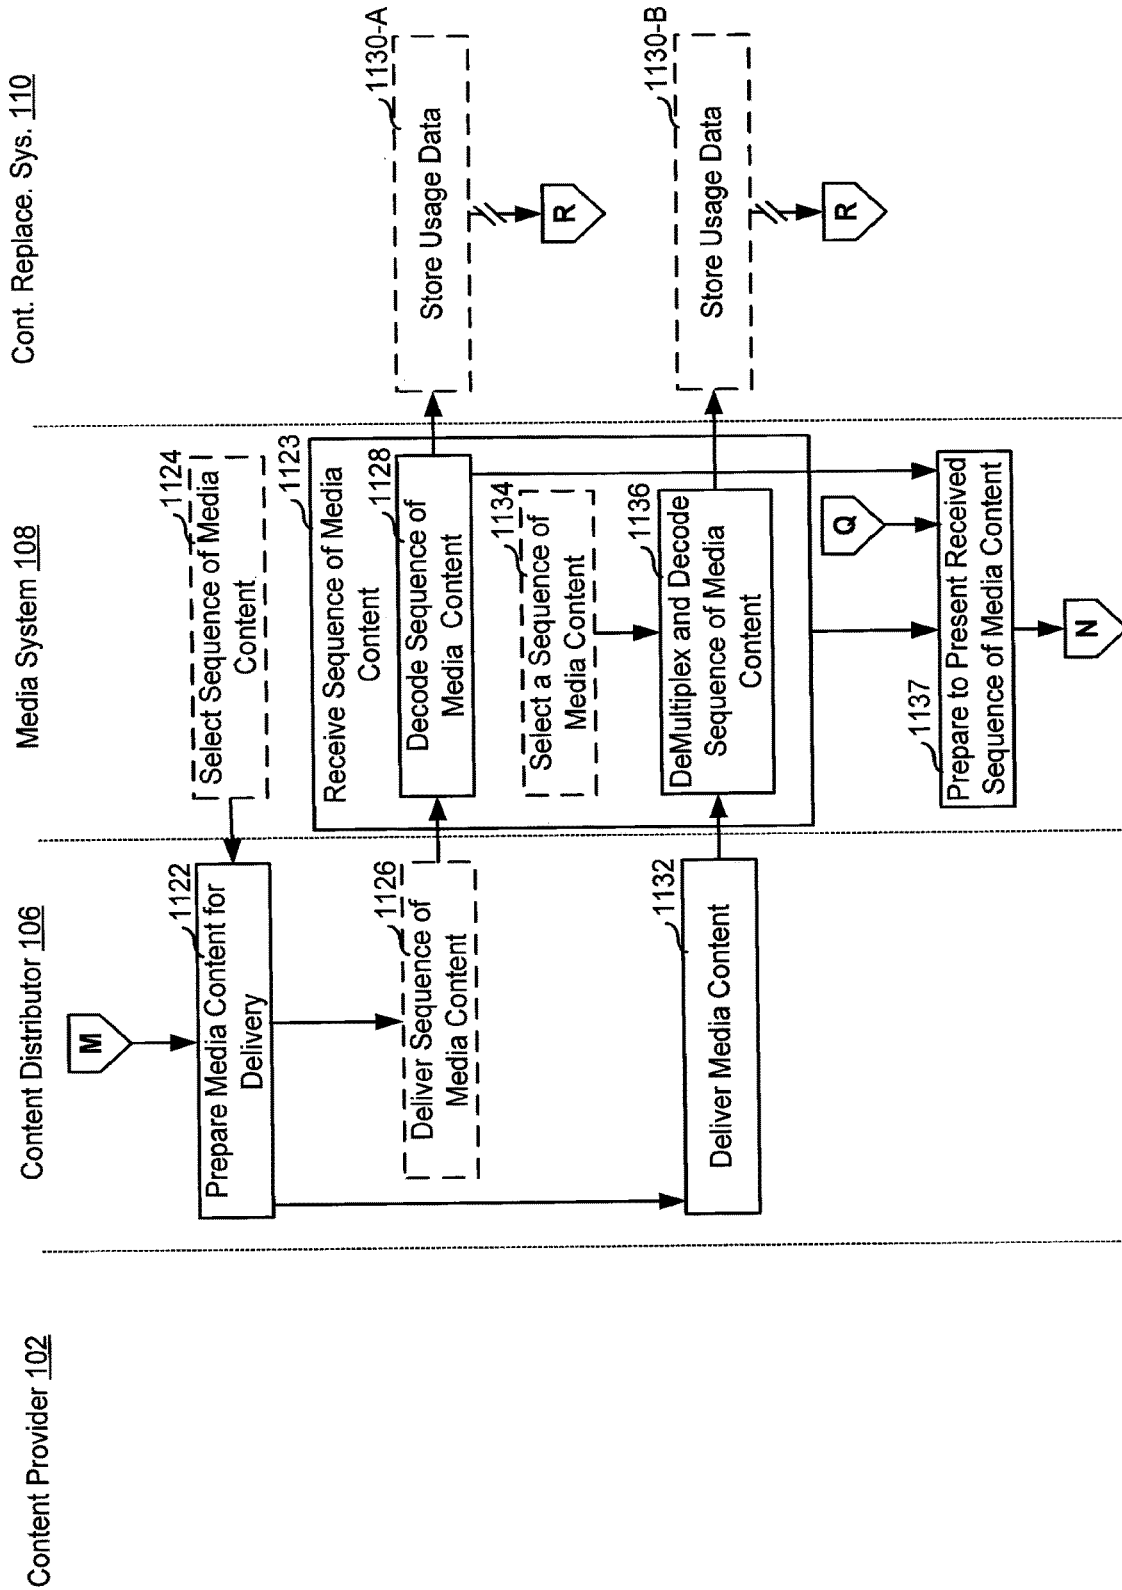 Content Provider 102
Content Distributor 106
Media System 108
Cont. Replace. Sys. 110
M
1122
Prepare Media Content for
Delivery
1124
Select Sequence of Media
Content
1123
Receive Sequence of Media
Content
1126
Deliver Sequence of
Media Content
1128
Decode Sequence of
Media Content
1130-A
Store Usage Data
R
1134
Select a Sequence of
Media Content
1132
Deliver Media Content
1136
DeMultiplex and Decode
Sequence of Media
Content
1130-B
Store Usage Data
R
Q
1137
Prepare to Present Received
Sequence of Media Content
N